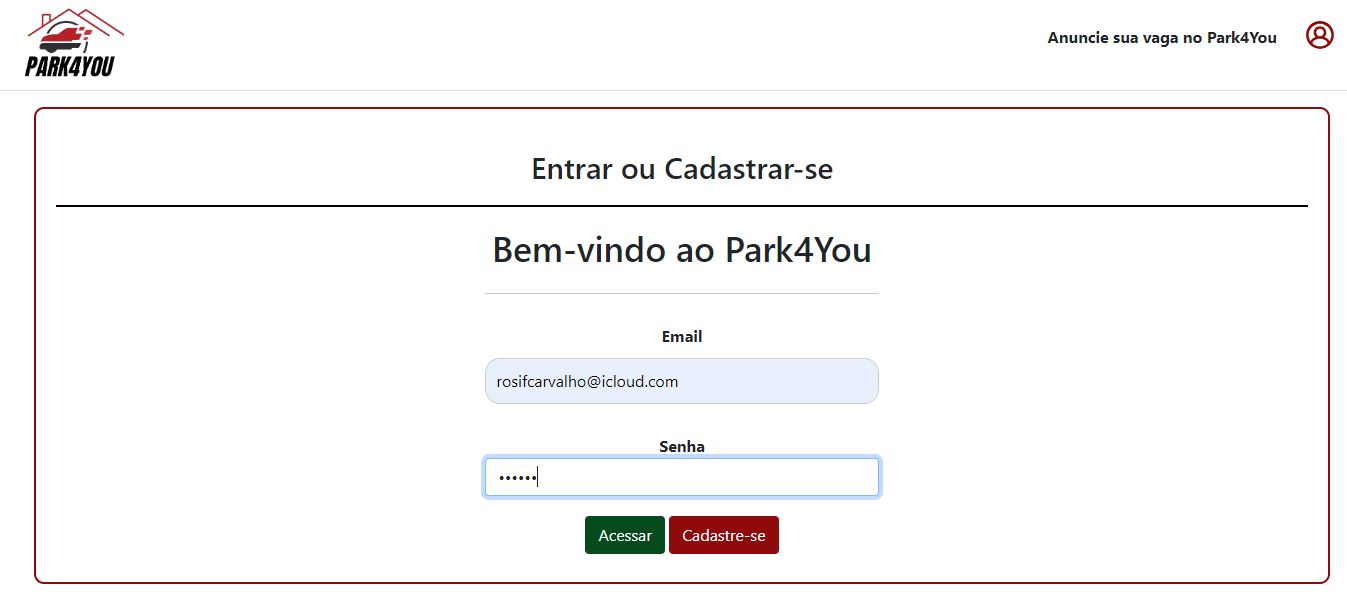 PARK4YOU
Anuncie sua vaga no Park4You
Entrar ou Cadastrar-se
Bem-vindo ao Park4You
Email
rosifcarvalho@icloud.com
Senha
••••••
Acessar
Cadastre-se